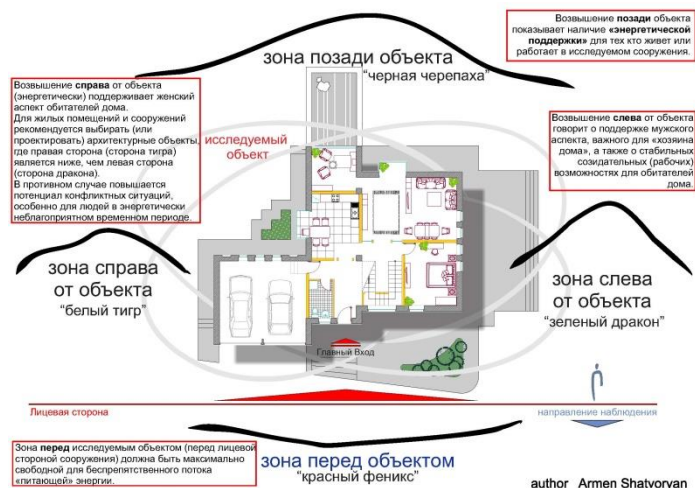 Возвышение позади объекта
показывает наличие «энергетической
поддержки» для тех кто живет или
работает в исследуемом сооружения.
зона позади объекта
“черная черепаха”
Возвышение справа от объекта
(энергетически) поддерживает женский
аспект обитателей дома.
Для жилых помещений и сооружений
рекомендуется выбирать (или
проектировать) архитектурные объекты,
где правая сторона (сторона тигра)
является ниже, чем левая сторона
(сторона дракона).
В противном случае повышается
потенциал конфликтных ситуаций,
особенно для людей в энергетически
неблагоприятном временном периоде.
исследуемый
объект
Возвышение слева от объекта
говорит о поддержке мужского
аспекта, важного для «хозяина
дома», а также о стабильных
созидательных (рабочих)
возможностях для обитателей
дома.
зона справа
от объекта
“белый тигр”
зона слева
от объекта
“зеленый дракон”
Главный Вход
Лицевая сторона
направление наблюдения
Зона перед исследуемым объектом (перед лицевой
стороной сооружения) должна быть максимально
свободной для беспрепятственного потока
«питающей» энергии.
зона перед объектом
“красный феникс”
author Armen Shatvoryan